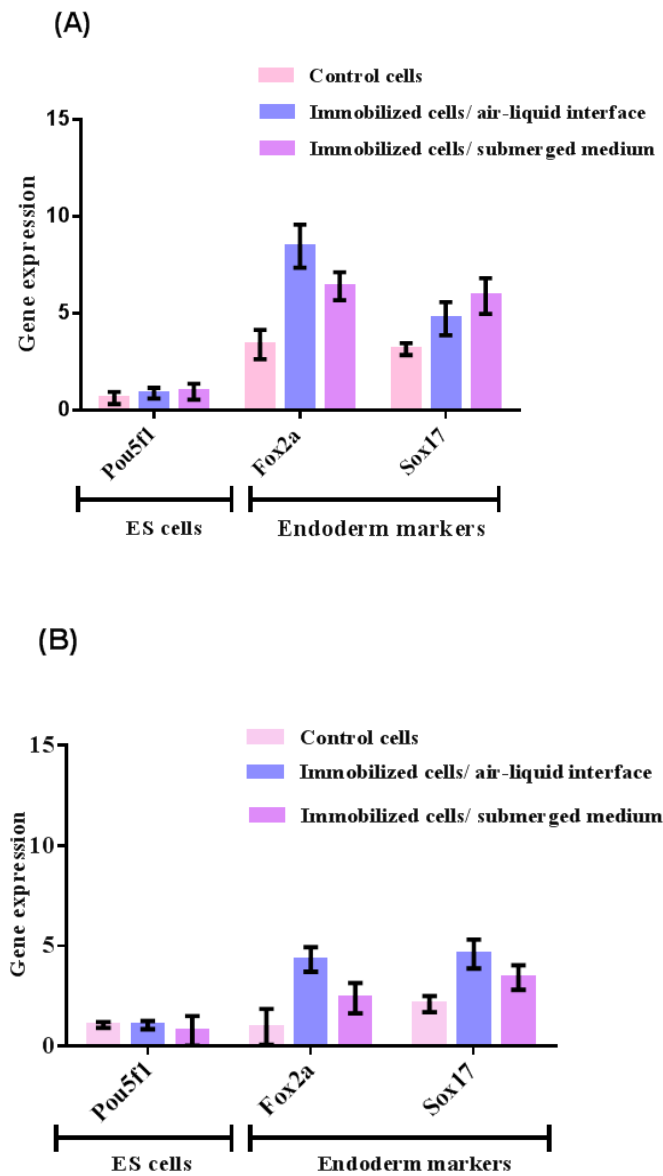 (A)
Control cells
Immobilized cells/ air-liquid interface
Immobilized cells/ submerged medium
15
10
5
0
Gene expression
Pou5f1
Fox2a
Sox17
ES cells
Endoderm markers
(B)
Control cells
Immobilized cells/ air-liquid interface
Immobilized cells/ submerged medium
15
10
5
0
Gene expression
Pou5f1
Fox2a
Sox17
ES cells
Endoderm markers